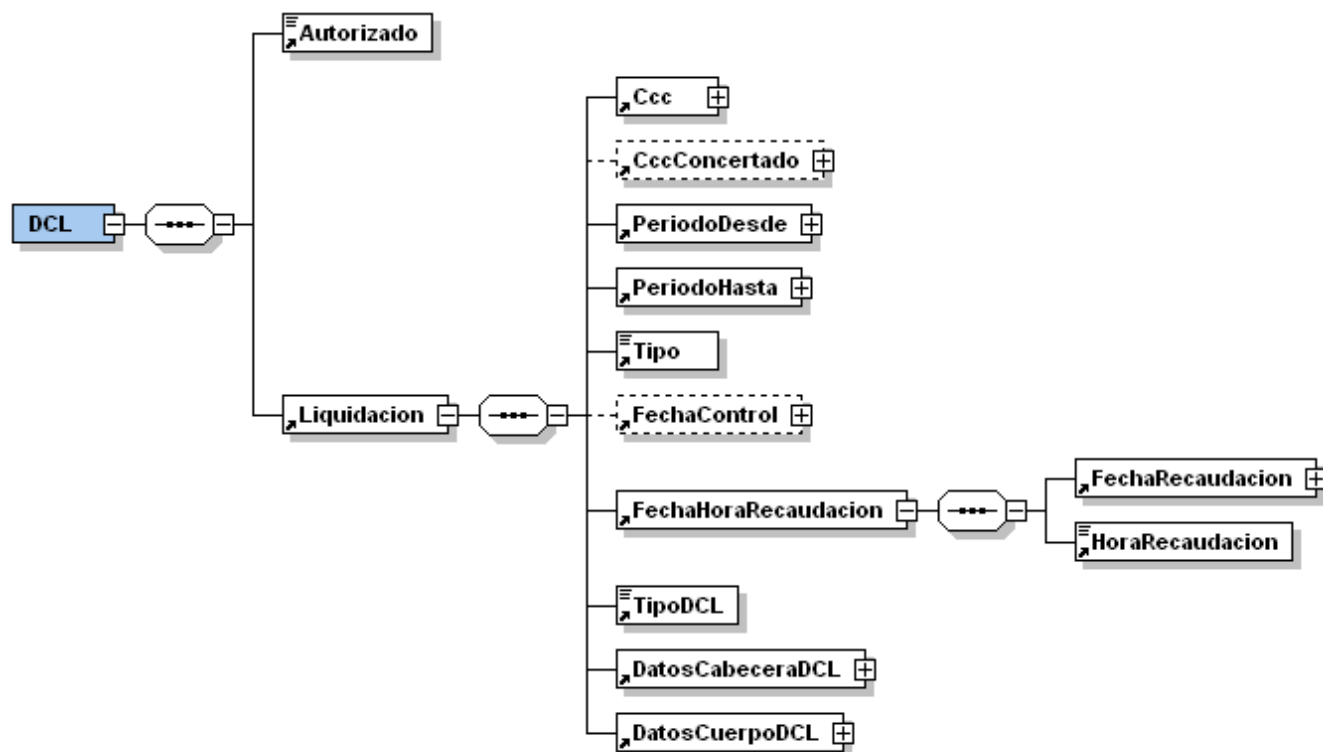 Autorizado
Ccc
CccConcertado
DCL
PeriodoDesde
PeriodoHasta
Tipo
Liquidacion
FechaControl
FechaRecaudacion
FechaHoraRecaudacion
HoraRecaudacion
TipoDCL
DatosCabeceraDCL
DatosCuerpoDCL